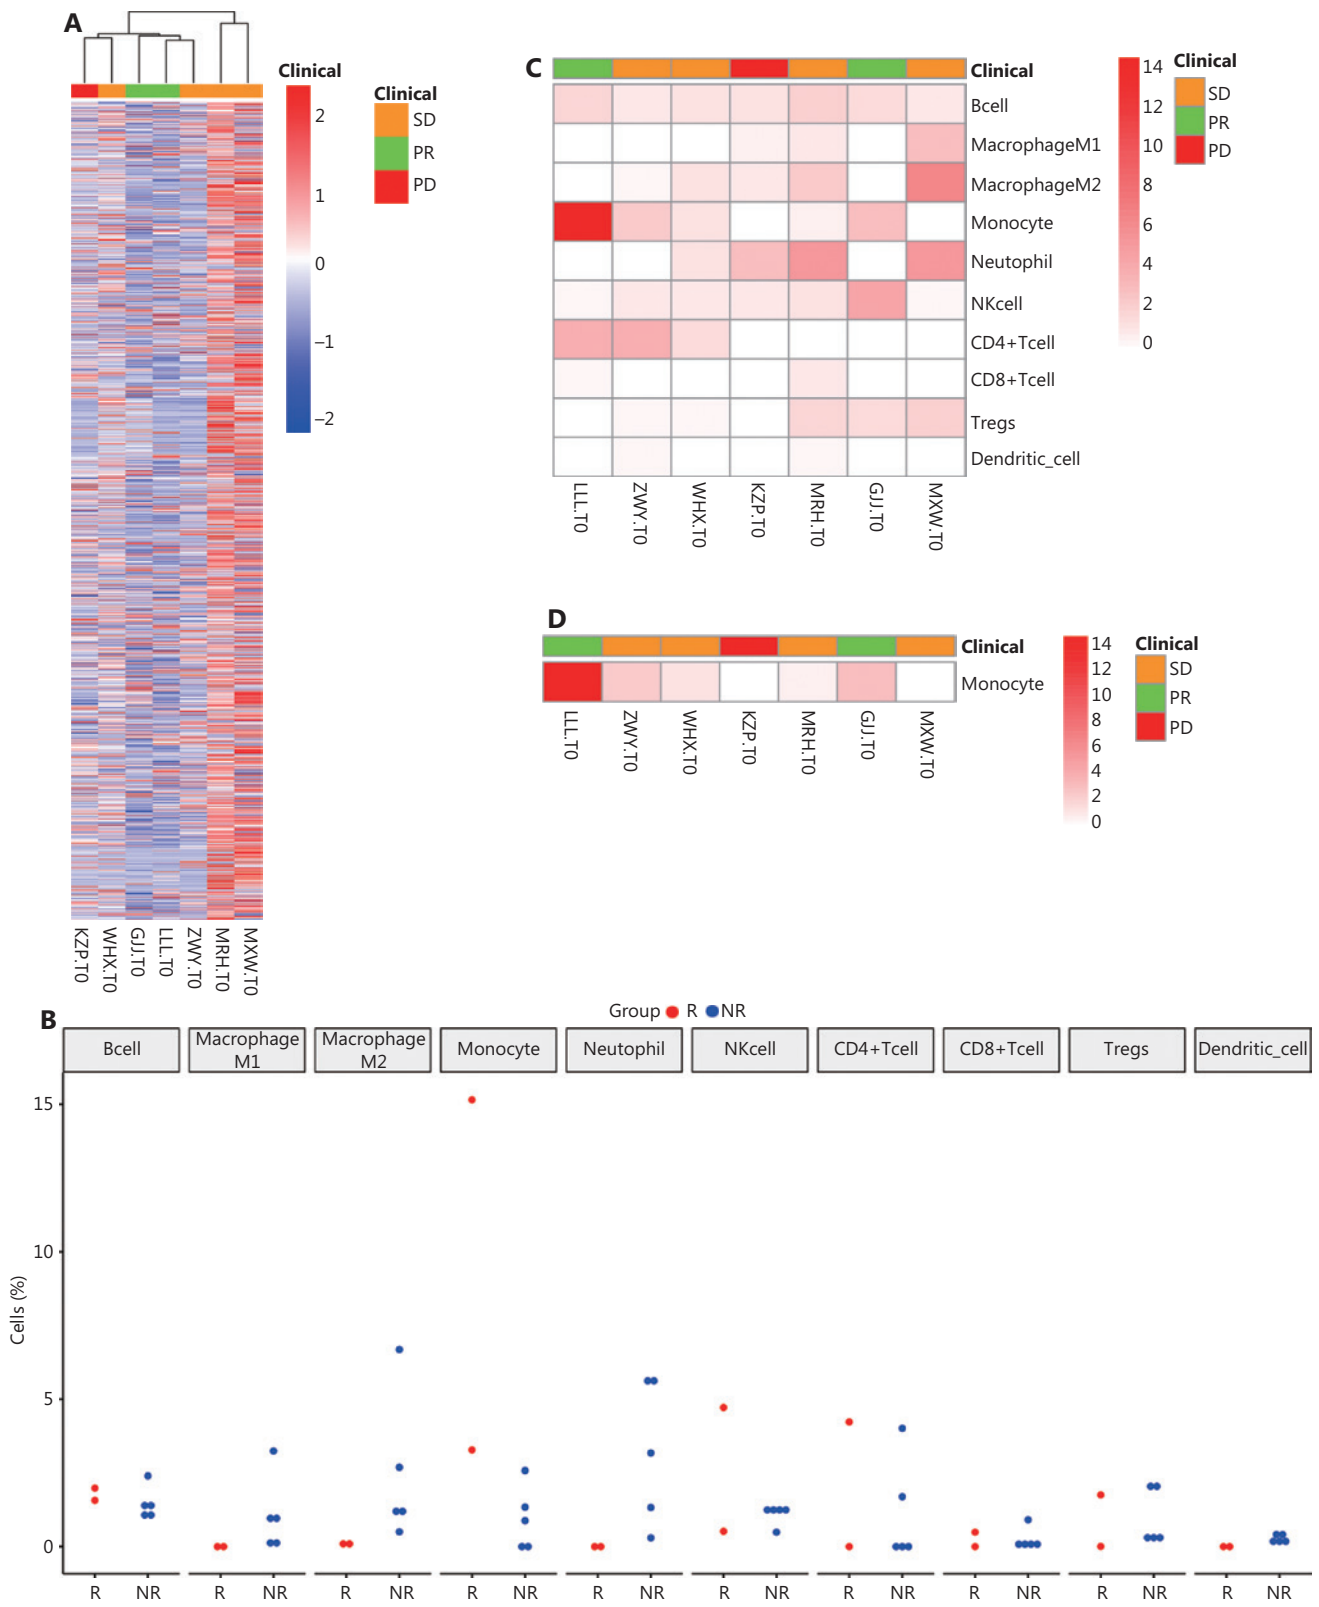 A
Clinical
2
1
0
−1
−2
Clinical
SD
PR
PD
KZP.T0
WHX.T0
GJJ.T0
LLL.T0
ZWY.T0
MRH.T0
MXW.T0
C
Clinical
Bcell
MacrophageM1
MacrophageM2
Monocyte
Neutophil
NKcell
CD4+Tcell
CD8+Tcell
Tregs
Dendritic_cell
LLL.T0
ZWY.T0
WHX.T0
KZP.T0
MRH.T0
GJJ.T0
MXW.T0
14
12
10
8
6
4
2
0
Clinical
SD
PR
PD
D
Clinical
Monocyte
LLL.T0
ZWY.T0
WHX.T0
KZP.T0
MRH.T0
GJJ.T0
MXW.T0
14
12
10
8
6
4
2
0
Clinical
SD
PR
PD
B
Group R NR
Bcell
Macrophage
M1
Macrophage
M2
Monocyte
Neutophil
NKcell
CD4+Tcell
CD8+Tcell
Tregs
Dendritic_cell
Cells (%)
15
10
5
0
R NR R NR R NR R NR R NR R NR R NR R NR R NR R NR